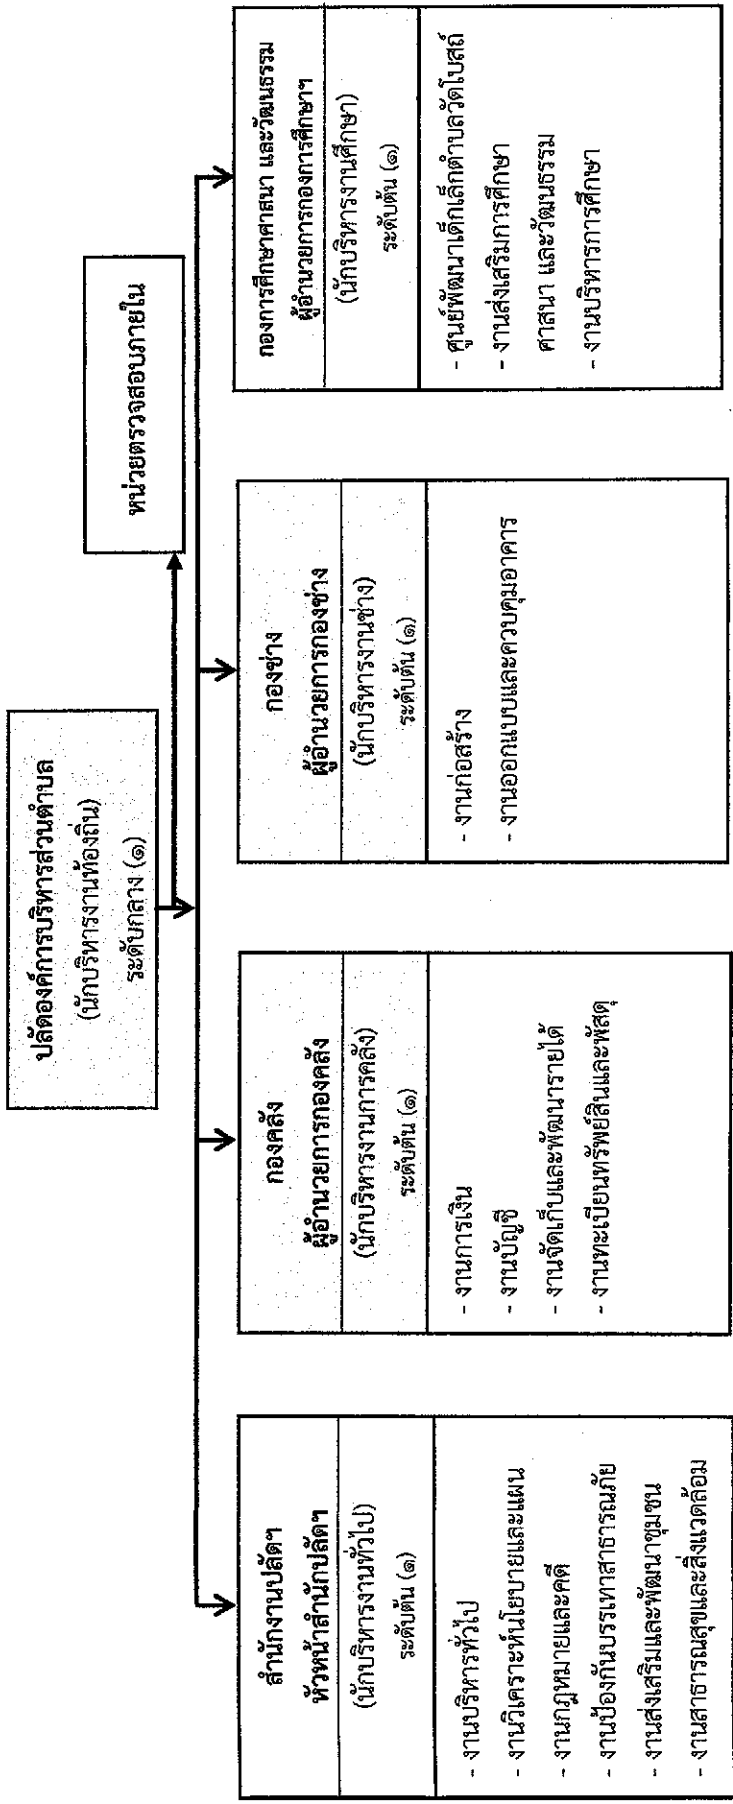 ปลัดองค์การบริหารส่วนตำบล
(นักบริหารงานท้องถิ่น)
ระดับกลาง (๑)
หน่วยตรวจสอบภายใน
สำนักงานปลัดฯ
หัวหน้าสำนักปลัดฯ
(นักบริหารงานทั่วไป)
ระดับต้น (๑)
- งานบริหารทั่วไป
- งานวิเคราะห์นโยบายและแผน
- งานกฎหมายและคดี
- งานป้องกันบรรเทาสาธารณภัย
- งานส่งเสริมและพัฒนาชุมชน
- งานสาธารณสุขและสิ่งแวดล้อม
กองคลัง
ผู้อำนวยการกองคลัง
(นักบริหารงานการคลัง)
ระดับต้น (๑)
- งานการเงิน
- งานบัญชี
- งานจัดเก็บและพัฒนารายได้
- งานทะเบียนทรัพย์สินและพัสดุ
กองช่าง
ผู้อำนวยการกองช่าง
(นักบริหารงานช่าง)
ระดับต้น (๑)
- งานก่อสร้าง
- งานออกแบบและควบคุมอาคาร
กองการศึกษาศาสนา และวัฒนธรรม
ผู้อำนวยการกองการศึกษาฯ
(นักบริหารงานศึกษา)
ระดับต้น (๑)
- ศูนย์พัฒนาเด็กเล็กตำบลวัดโบสถ์
- งานส่งเสริมการศึกษา
ศาสนา และวัฒนธรรม
- งานบริหารการศึกษา